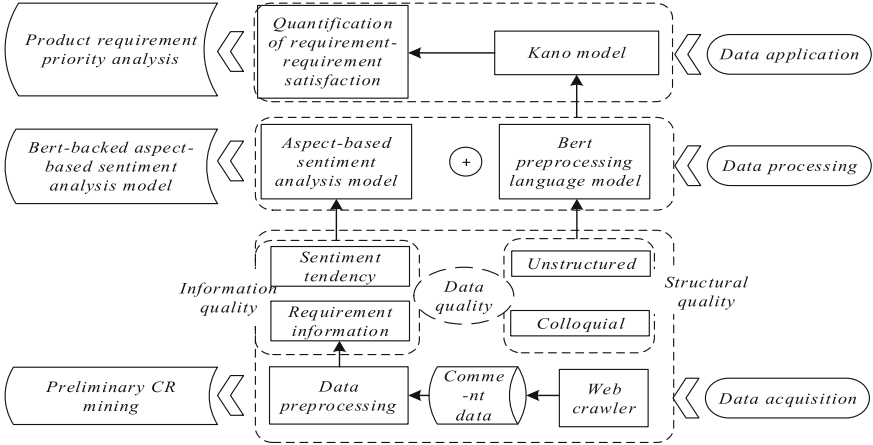 Product requirement
priority analysis
Quantification
of requirement-
requirement
satisfaction
Kano model
Data application
Bert-backed aspect-
based sentiment
analysis model
Aspect-based
sentiment
analysis model
+
Bert
preprocessing
language model
Data processing
Information
quality
Sentiment
tendency
Requirement
information
Data
quality
Unstructured
Colloquial
Structural
quality
Preliminary CR
mining
Data
preprocessing
Comme
-nt
data
Web
crawler
Data acquisition